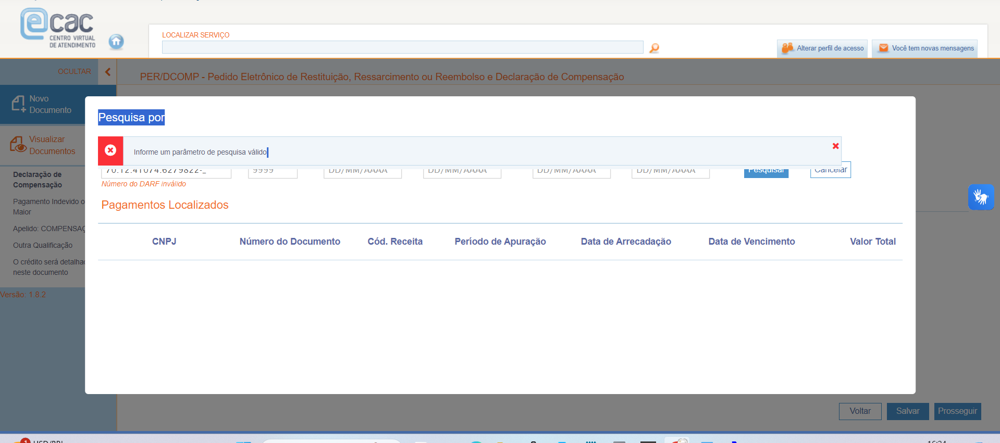 ecac
CENTRO VIRTUAL
DE ATENDIMENTO
LOCALIZAR SERVIÇO
Alterar perfil de acesso
Você tem novas mensagens
OCULTAR
PER/DCOMP - Pedido Eletrônico de Restituição, Ressarcimento ou Reembolso e Declaração de Compensação
Novo
Documento
Visualizar
Documentos
Declaração de
Compensação
Pagamento Indevido o
Maior
Apelido: COMPENSAÇ
Outra Qualificação
O crédito será detalhad
neste documento
Versão: 1.8.2
Pesquisa por
Informe um parâmetro de pesquisa válido
70.12.41074.6279822-_
9999
DD/MM/AAAA
DD/MM/AAAA
DD/MM/AAAA
DD/MM/AAAA
Pesquisar
Cancelar
Número do DARF inválido
Pagamentos Localizados
CNPJ
Número do Documento
Cód. Receita
Período de Apuração
Data de Arrecadação
Data de Vencimento
Valor Total
Voltar
Salvar
Prosseguir
1
USD/BRL
16:24